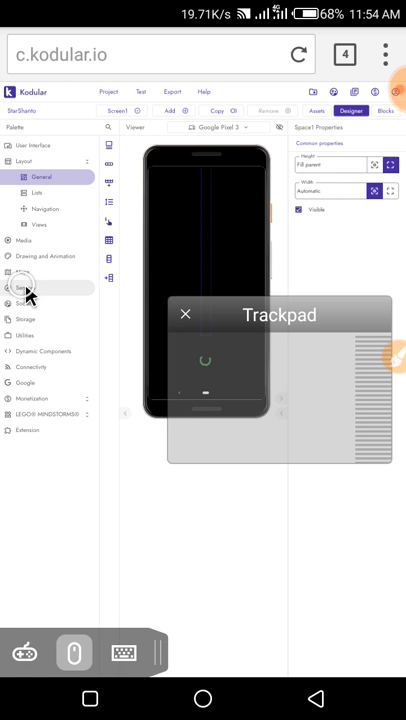 19.71K/s 4G 68% 11:54 AM
c.kodular.io 4
Kodular Project Test Export Help
StarShanto Screen1 Add Copy Remove Assets Designer Blocks
Palette Viewer Google Pixel 3 Space1 Properties
User Interface
Layout
General
Lists
Navigation
Views
Media
Drawing and Animation
Storage
Utilities
Dynamic Components
Connectivity
Google
Monetization
LEGO® MINDSTORMS®
Extension
Common properties
Height
Fill parent
Width
Automatic
Visible
Trackpad